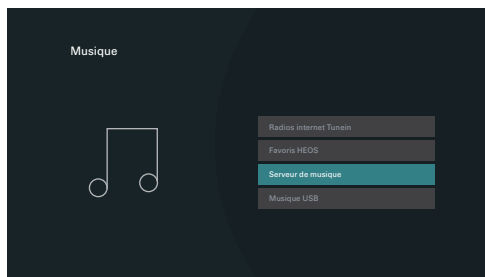 Musique
Radios internet Tunein
Favoris HEOS
Serveur de musique
Musique USB